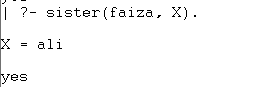 | ?- sister(faiza, X).
X = ali
yes